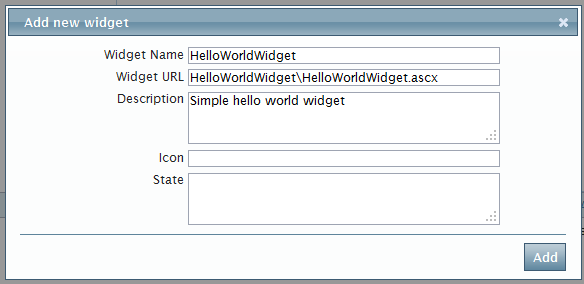 Add new widget
Widget Name HelloWorldWidget
Widget URL HelloWorldWidget\HelloWorldWidget.ascx
Description Simple hello world widget
Icon
State
Add